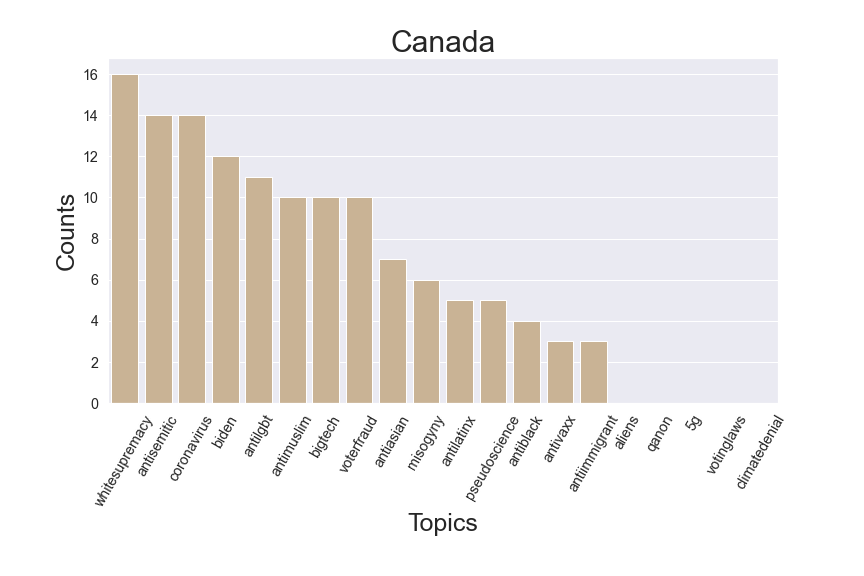 Canada
Counts
16
14
12
10
8
6
4
2
0
whitesupremacy
antisemitic
coronavirus
biden
antilgbt
antimuslim
bigtech
voterfraud
antiasian
misogyny
antilatinx
pseudoscience
antiblack
antivaxx
antiimmigrant
aliens
qanon
5g
votinglaws
climatedenial
Topics